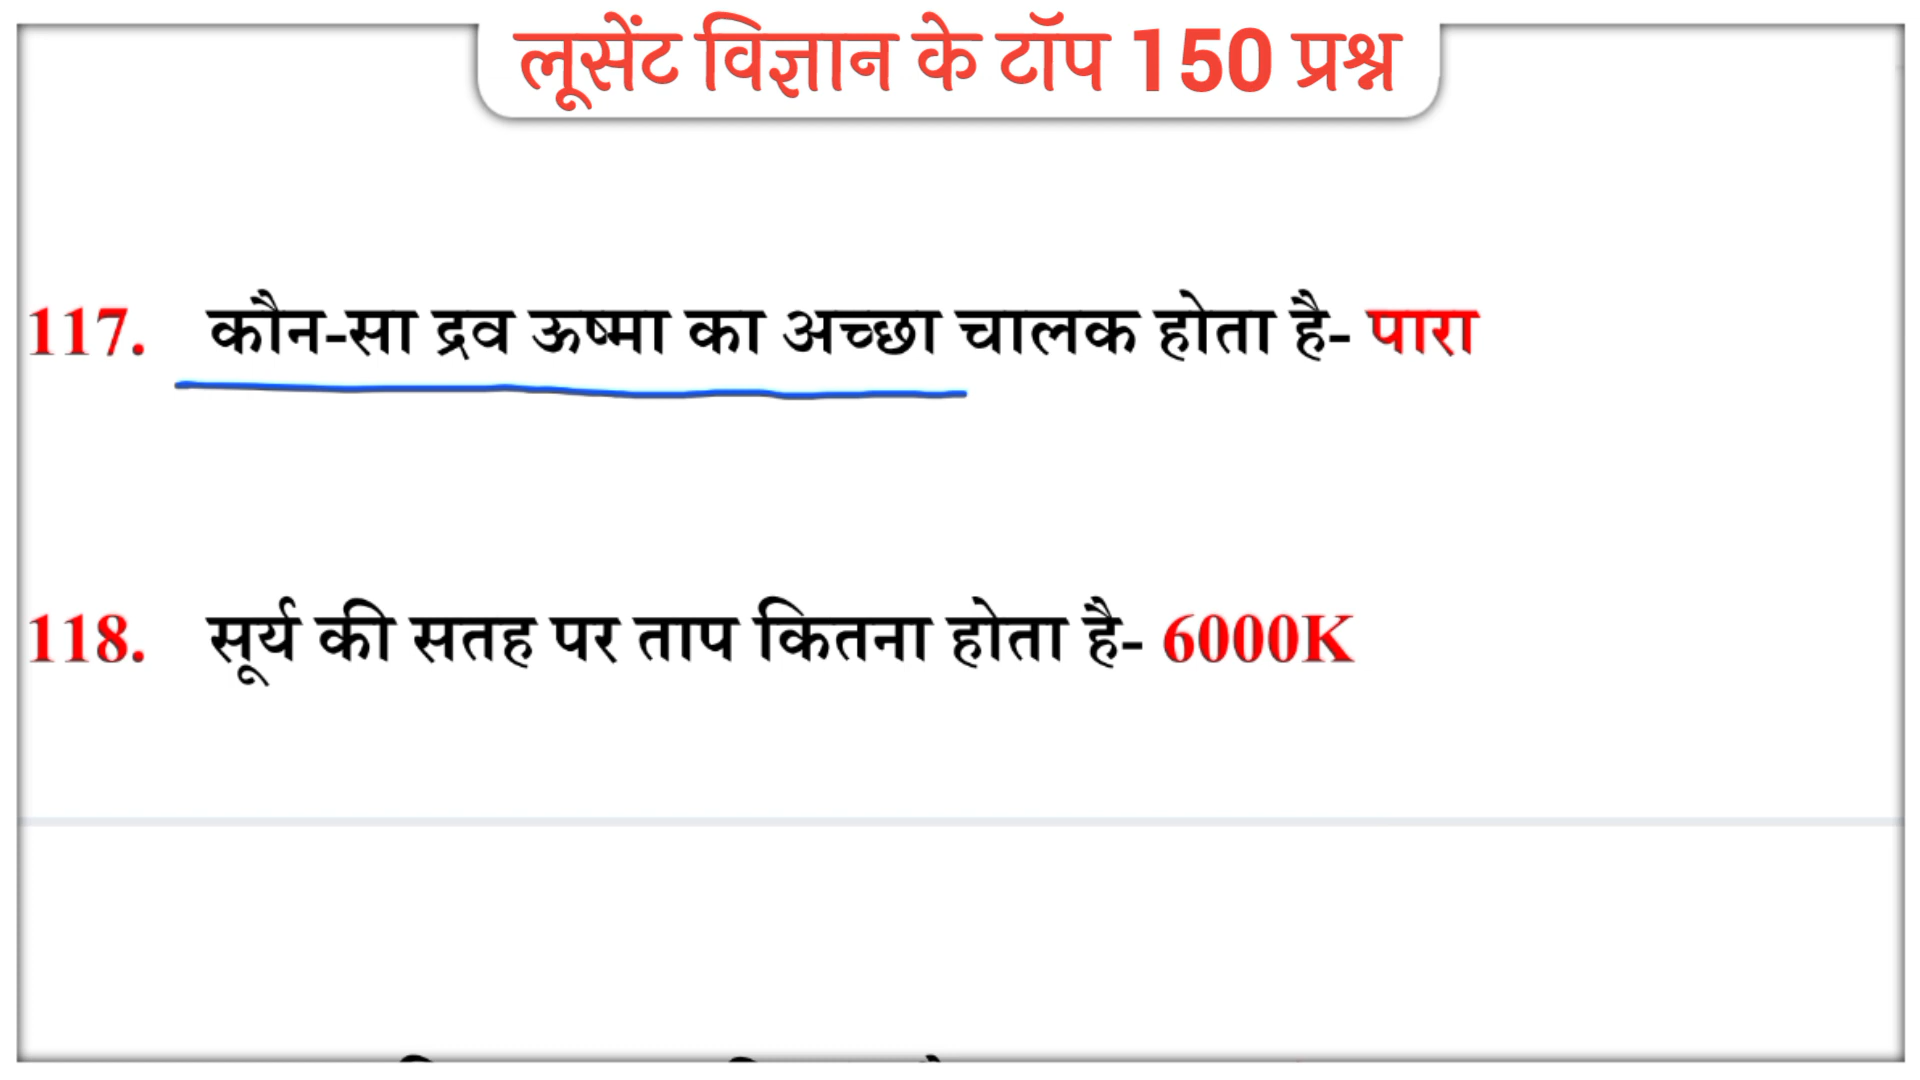 लूसेंट विज्ञान के टॉप 150 प्रश्न
117. कौन-सा द्रव ऊष्मा का अच्छा चालक होता है- पारा
118. सूर्य की सतह पर ताप कितना होता है- 6000K